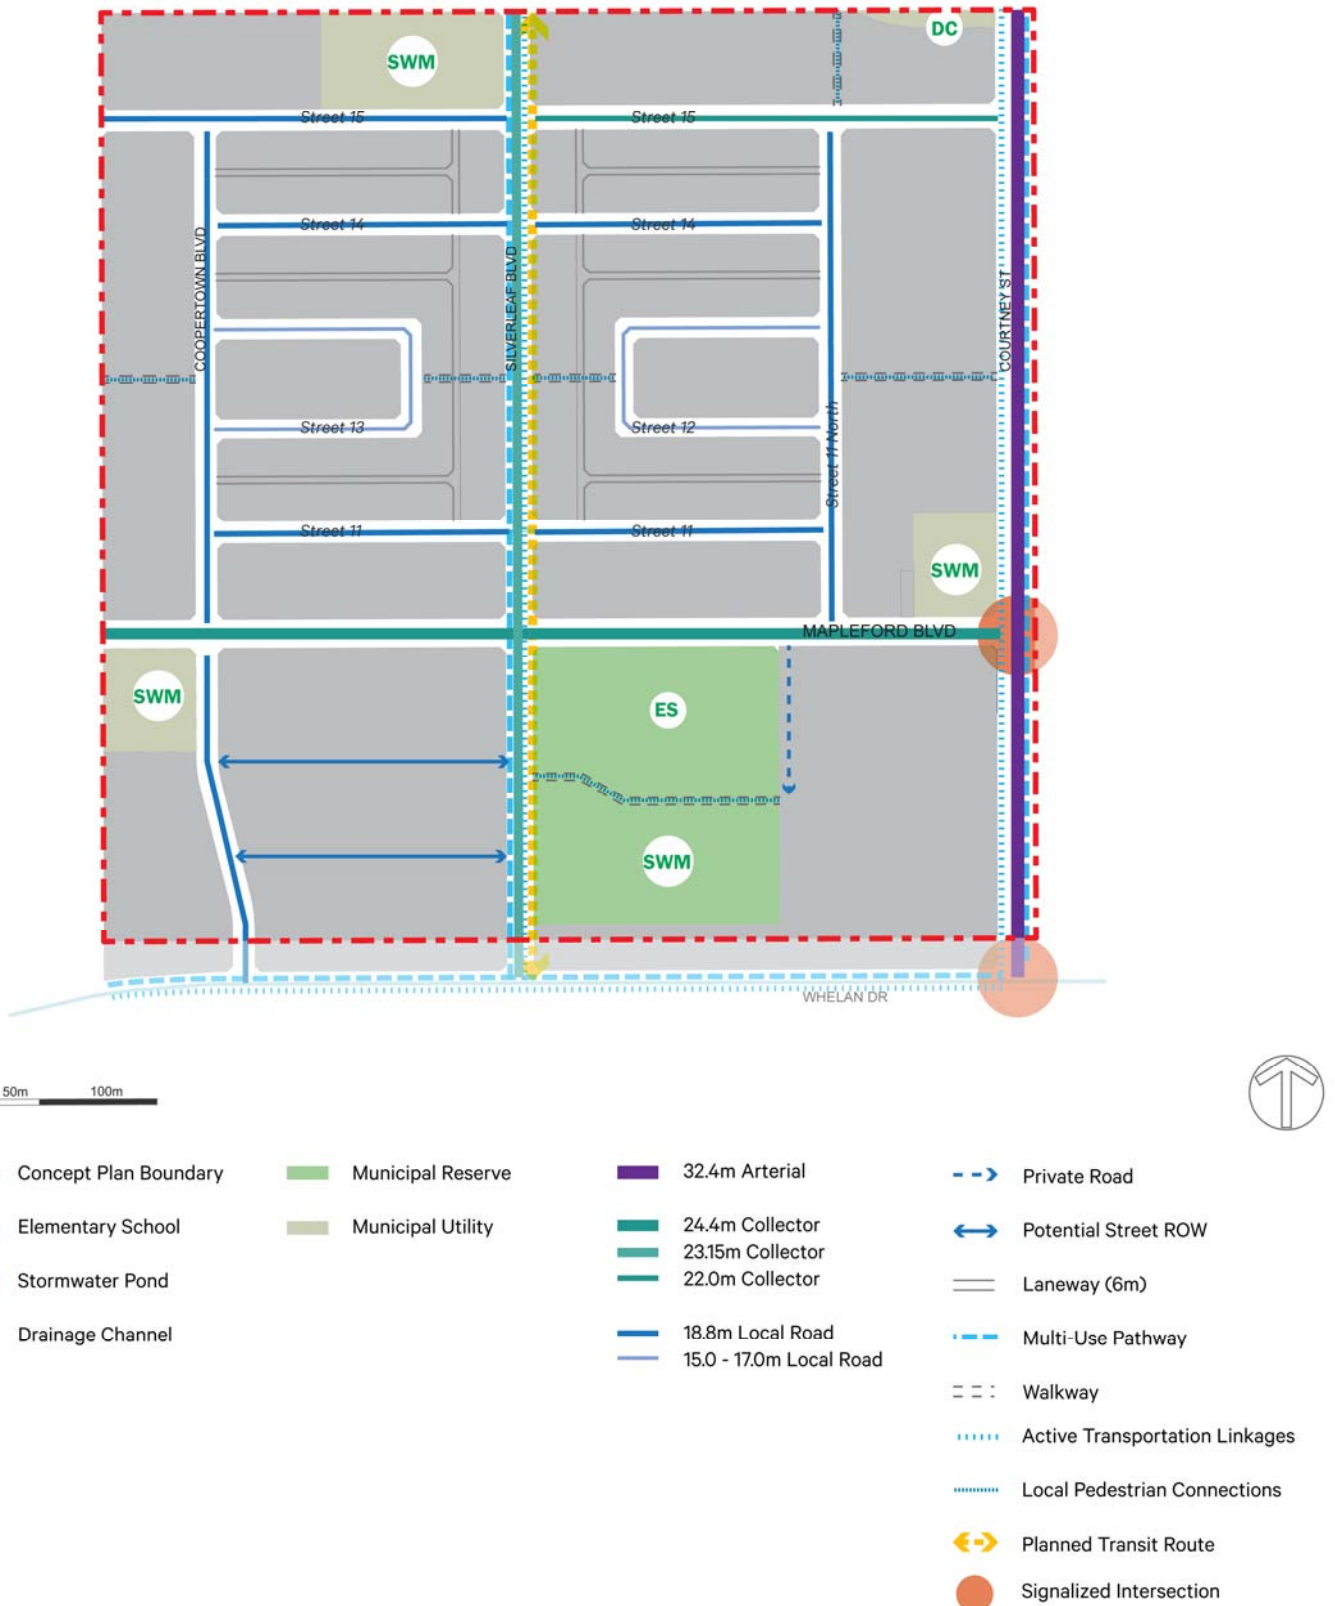 DC
SWM
Street 15
Street 15
Street 14
Street 14
COOPERTOWN BLVD
SILVERLEAF BLVD
COURTNEY ST
Street 13
Street 12
Street 11 North
Street 11
Street 11
SWM
MAPLEFORD BLVD
SWM
ES
SWM
WHELAN DR
50m 100m
Concept Plan Boundary
Elementary School
Stormwater Pond
Drainage Channel
Municipal Reserve
Municipal Utility
32.4m Arterial
24.4m Collector
23.15m Collector
22.0m Collector
18.8m Local Road
15.0 - 17.0m Local Road
Private Road
Potential Street ROW
Laneway (6m)
Multi-Use Pathway
Walkway
Active Transportation Linkages
Local Pedestrian Connections
Planned Transit Route
Signalized Intersection